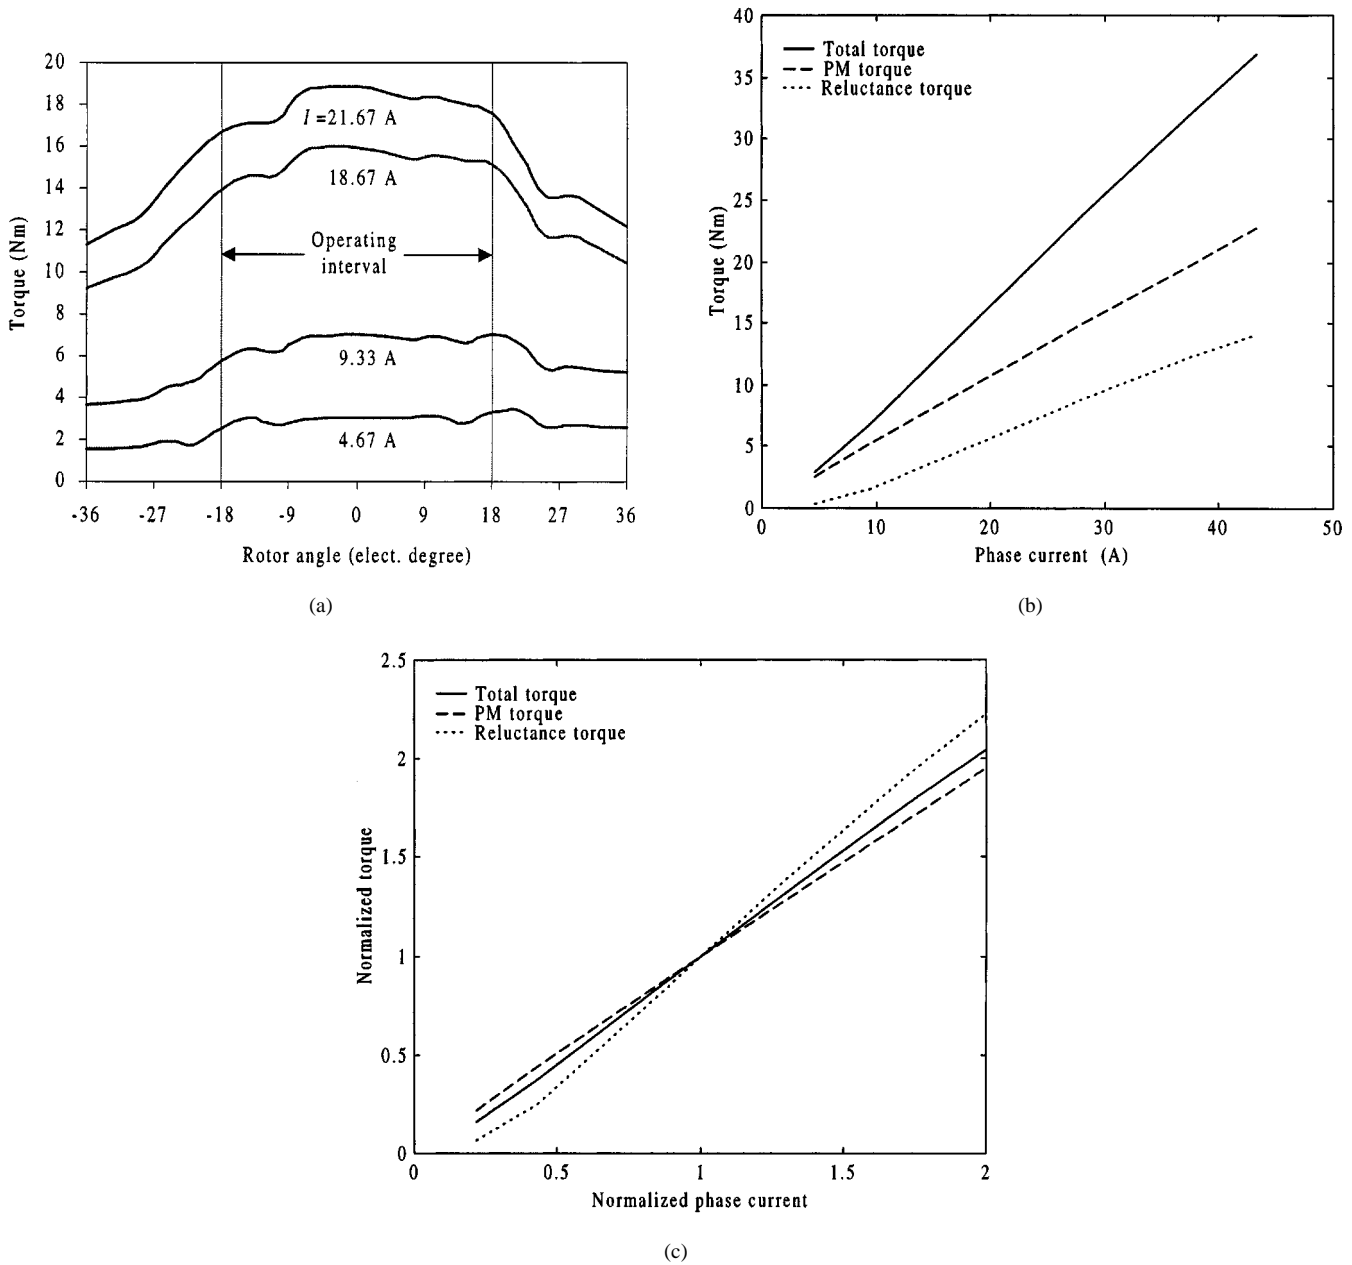 20
18
16
14
12
10
8
6
4
2
0
Torque (Nm)
I =21.67 A
18.67 A
Operating
interval
9.33 A
4.67 A
-36 -27 -18 -9 0 9 18 27 36
Rotor angle (elect. degree)
(a)
40
35
30
25
20
15
10
5
0
Torque (Nm)
Total torque
PM torque
Reluctance torque
0 10 20 30 40 50
Phase current (A)
(b)
2.5
2
1.5
1
0.5
0
Normalized torque
Total torque
PM torque
Reluctance torque
0 0.5 1 1.5 2
Normalized phase current
(c)